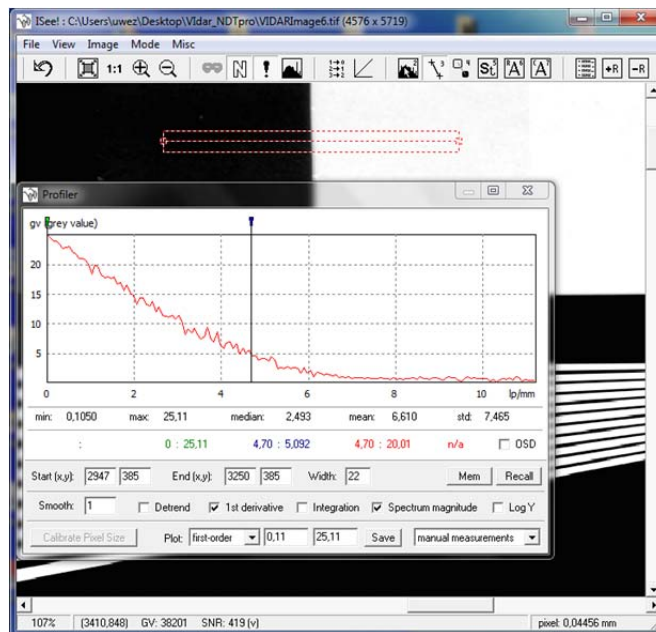 ISee! : C:\Users\uwez\Desktop\VIdar_NDTpro\VIDARImage6.tif (4576 x 5719)
File View Image Mode Misc
1:1 N ! St A A +R -R
Profiler
gv (grey value)
20
15
10
5
0 2 4 6 8 10 lp/mm
min: 0,1050 max: 25,11 median: 2,493 mean: 6,610 std: 7,465
: 0 : 25,11 4,70 : 5,092 4,70 : 20,01 n/a OSD
Start (x,y): 2947 385 End (x,y): 3250 385 Width: 22 Mem Recall
Smooth: 1 Detrend 1st derivative Integration Spectrum magnitude Log Y
Calibrate Pixel Size Plot: first-order 0,11 25,11 Save manual measurements
107% (3410,848) GV: 38201 SNR: 419 (v) pixel: 0,04456 mm